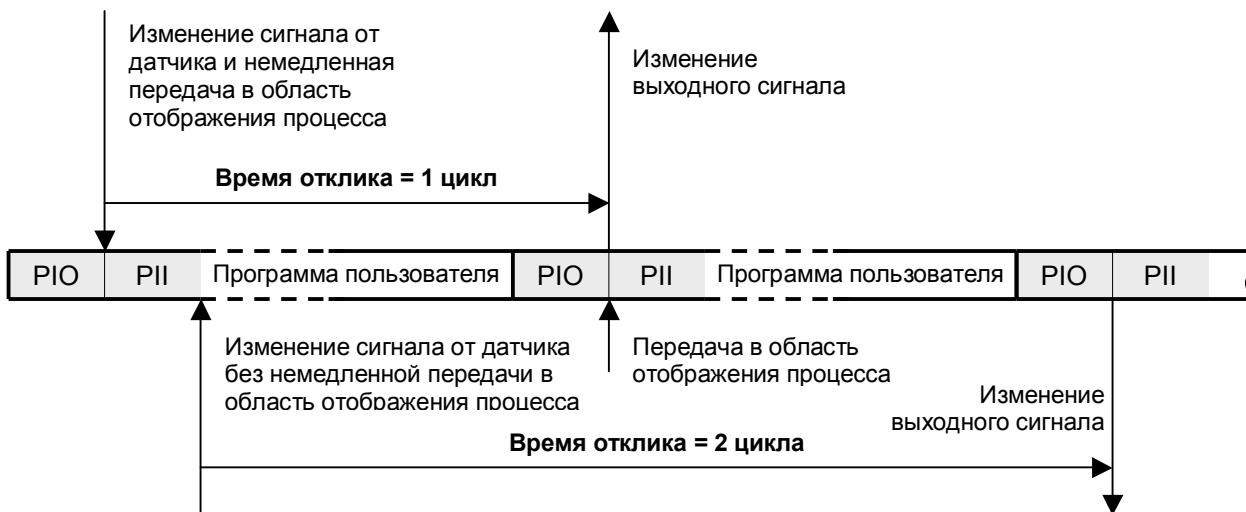 Изменение сигнала от
датчика и немедленная
передача в область
отображения процесса
Изменение
выходного сигнала
Время отклика = 1 цикл
PIO PII Программа пользователя PIO PII Программа пользователя PIO PII
Изменение сигнала от датчика
без немедленной передачи в
область отображения процесса
Передача в область
отображения процесса
Изменение
выходного сигнала
Время отклика = 2 цикла